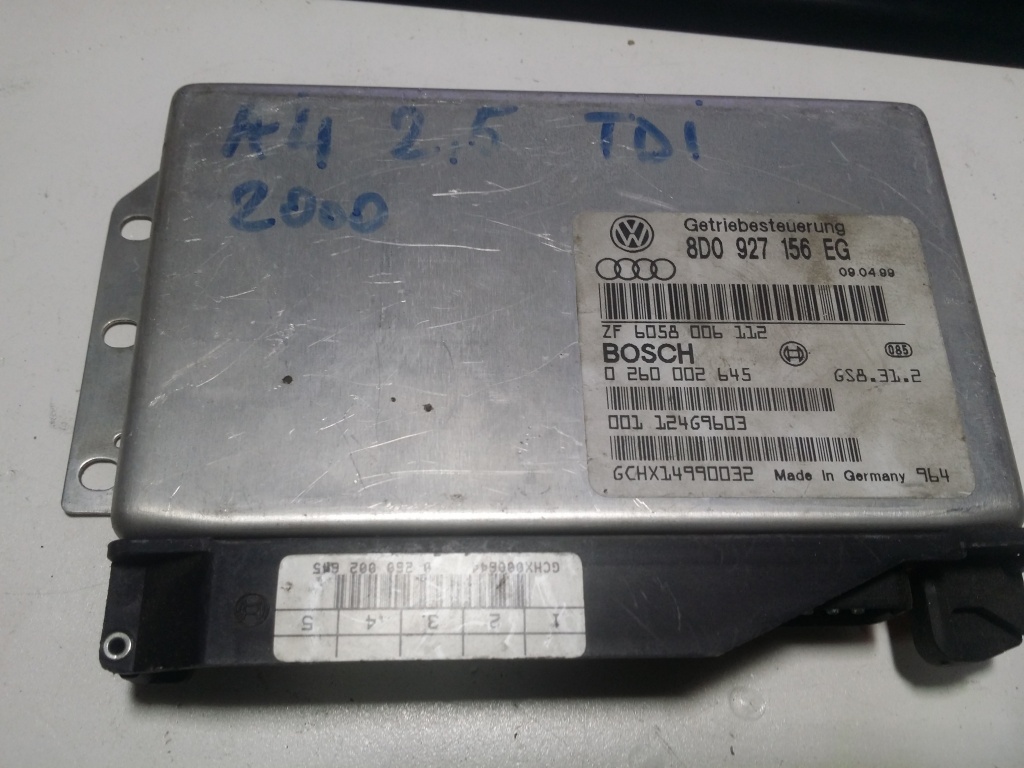 A4 2.5 TDi
2000
Getriebesteuerung
8D0 927 156 EG
09.04.99
ZF 6058 006 112
BOSCH
085
0 260 002 645 GS8.31.2
001 124G9603
GCHX14990032 Made in Germany 964
1 2. 3. .4 5
0 260 002 645